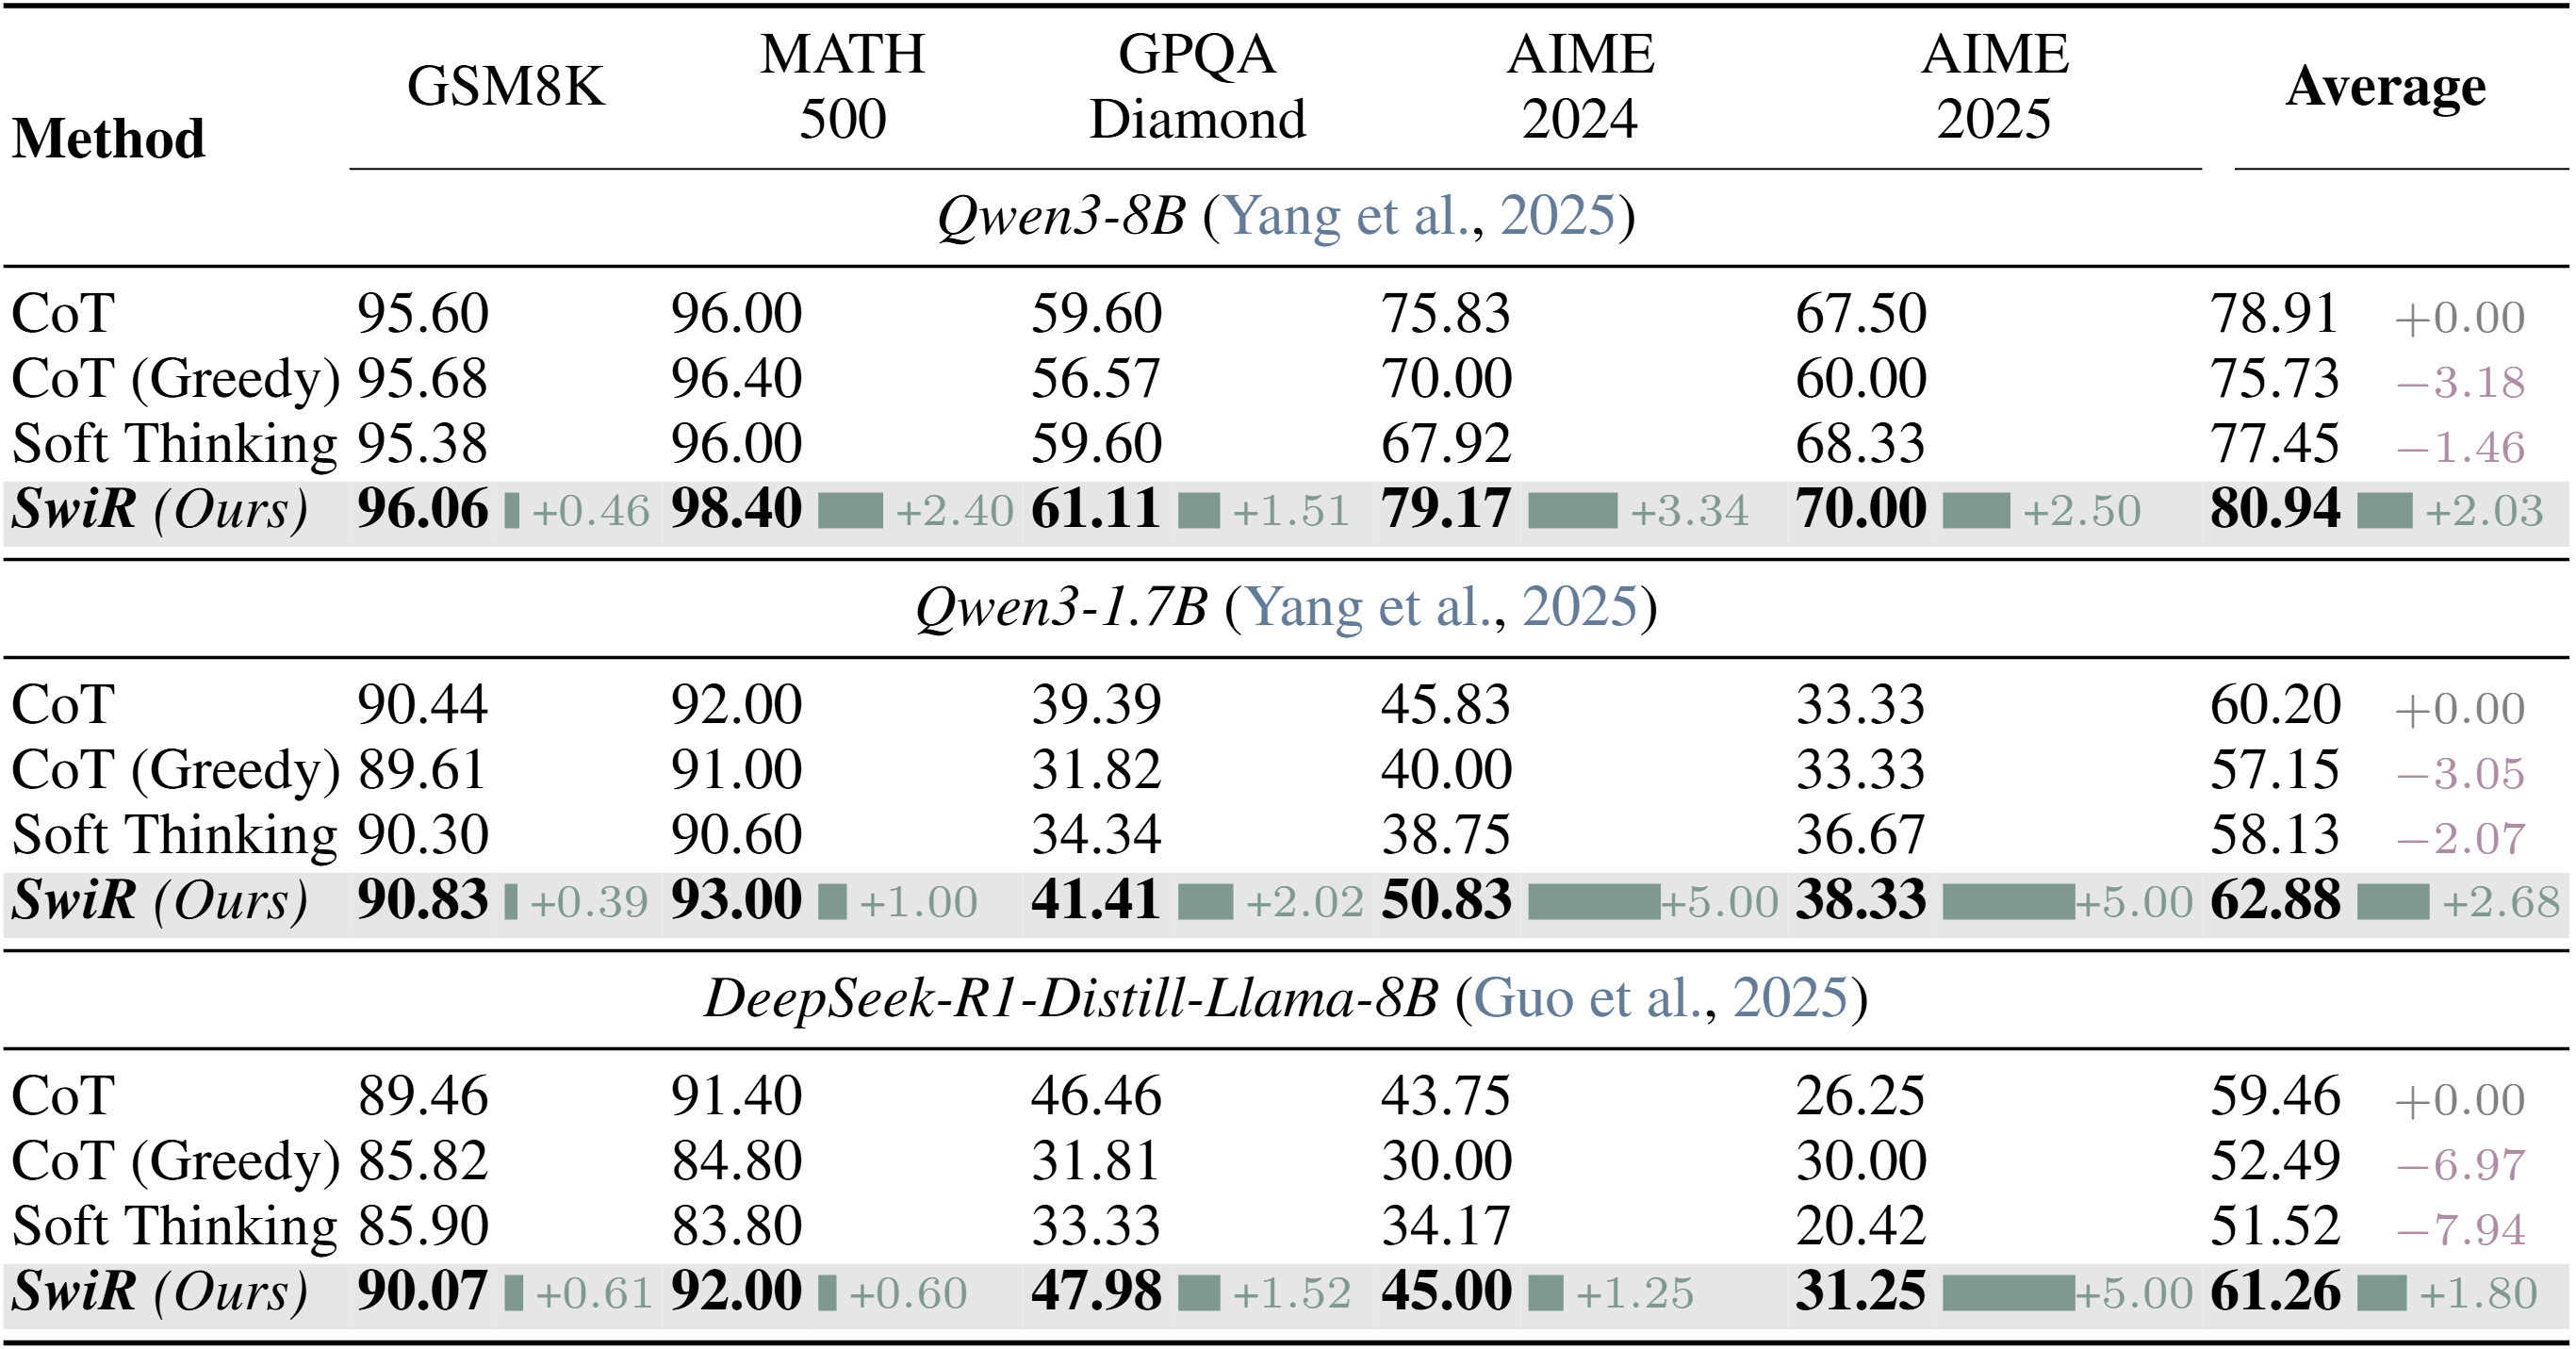 Method GSM8K MATH 500 GPQA Diamond AIME 2024 AIME 2025 Average
Qwen3-8B (Yang et al., 2025)
CoT 95.60 96.00 59.60 75.83 67.50 78.91 +0.00
CoT (Greedy) 95.68 96.40 56.57 70.00 60.00 75.73 −3.18
Soft Thinking 95.38 96.00 59.60 67.92 68.33 77.45 −1.46
SwiR (Ours) 96.06 +0.46 98.40 +2.40 61.11 +1.51 79.17 +3.34 70.00 +2.50 80.94 +2.03
Qwen3-1.7B (Yang et al., 2025)
CoT 90.44 92.00 39.39 45.83 33.33 60.20 +0.00
CoT (Greedy) 89.61 91.00 31.82 40.00 33.33 57.15 −3.05
Soft Thinking 90.30 90.60 34.34 38.75 36.67 58.13 −2.07
SwiR (Ours) 90.83 +0.39 93.00 +1.00 41.41 +2.02 50.83 +5.00 38.33 +5.00 62.88 +2.68
DeepSeek-R1-Distill-Llama-8B (Guo et al., 2025)
CoT 89.46 91.40 46.46 43.75 26.25 59.46 +0.00
CoT (Greedy) 85.82 84.80 31.81 30.00 30.00 52.49 −6.97
Soft Thinking 85.90 83.80 33.33 34.17 20.42 51.52 −7.94
SwiR (Ours) 90.07 +0.61 92.00 +0.60 47.98 +1.52 45.00 +1.25 31.25 +5.00 61.26 +1.80